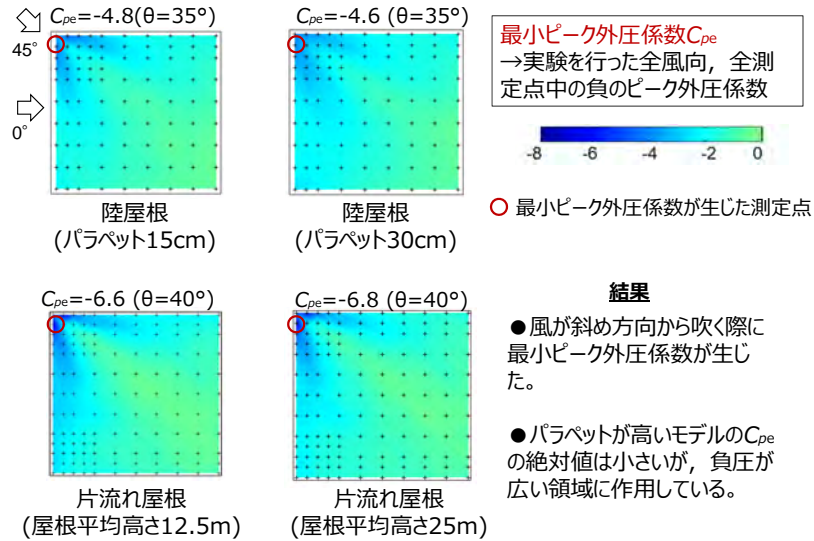 Cpe=-4.8(θ=35°)
Cpe=-4.6 (θ=35°)
45°
0°
陸屋根
(パラペット15cm)
陸屋根
(パラペット30cm)
最小ピーク外圧係数Cpe
→実験を行った全風向，全測
定点中の負のピーク外圧係数
-8 -6 -4 -2 0
最小ピーク外圧係数が生じた測定点
Cpe=-6.6 (θ=40°)
Cpe=-6.8 (θ=40°)
片流れ屋根
(屋根平均高さ12.5m)
片流れ屋根
(屋根平均高さ25m)
結果
●風が斜め方向から吹く際に
最小ピーク外圧係数が生じ
た。
●パラペットが高いモデルのCpe
の絶対値は小さいが，負圧が
広い領域に作用している。